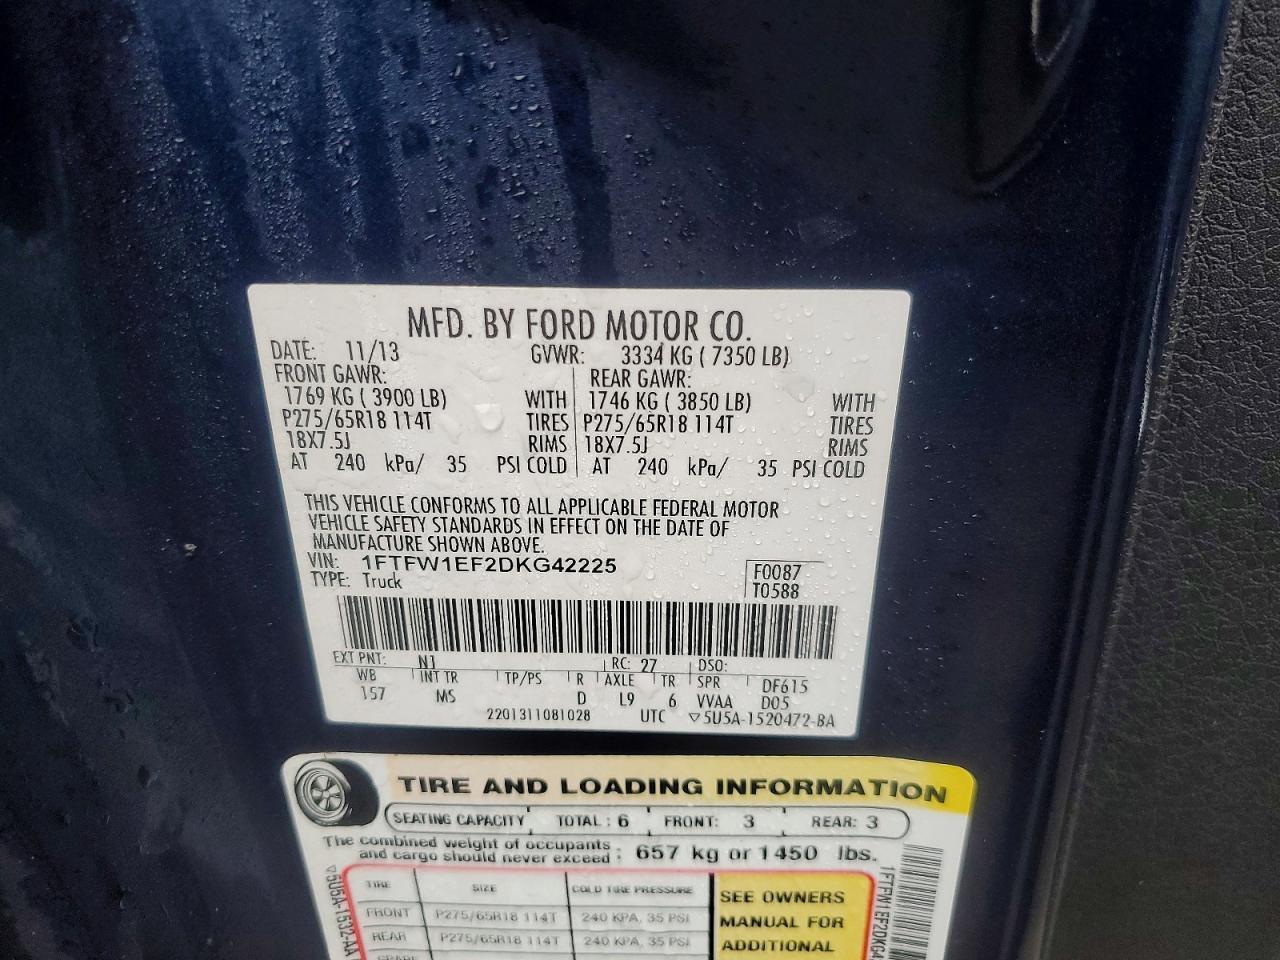 MFD. BY FORD MOTOR CO.
DATE: 11/13 GVWR: 3334 KG ( 7350 LB)
FRONT GAWR: REAR GAWR:
1769 KG ( 3900 LB) WITH 1746 KG ( 3850 LB) WITH
P275/65R18 114T TIRES P275/65R18 114T TIRES
18X7.5J RIMS 18X7.5J RIMS
AT 240 kPa/ 35 PSI COLD AT 240 kPa/ 35 PSI COLD
THIS VEHICLE CONFORMS TO ALL APPLICABLE FEDERAL MOTOR
VEHICLE SAFETY STANDARDS IN EFFECT ON THE DATE OF
MANUFACTURE SHOWN ABOVE.
VIN: 1FTFW1EF2DKG42225 F0087
TYPE: Truck T0588
EXT PNT: N1 RC: 27 DSO:
WB INT TR TP/PS R AXLE TR SPR DF615
157 MS D L9 6 VVAA D05
2201311081028 UTC ▽5U5A-1520472-BA
TIRE AND LOADING INFORMATION
SEATING CAPACITY TOTAL : 6 FRONT: 3 REAR: 3
The combined weight of occupants
and cargo should never exceed : 657 kg or 1450 lbs.
TIRE SIZE COLD TIRE PRESSURE SEE OWNERS
FRONT P275/65R18 114T 240 KPA, 35 PSI MANUAL FOR
REAR P275/65R18 114T 240 KPA, 35 PSI ADDITIONAL
▽5U5A-1532-AA